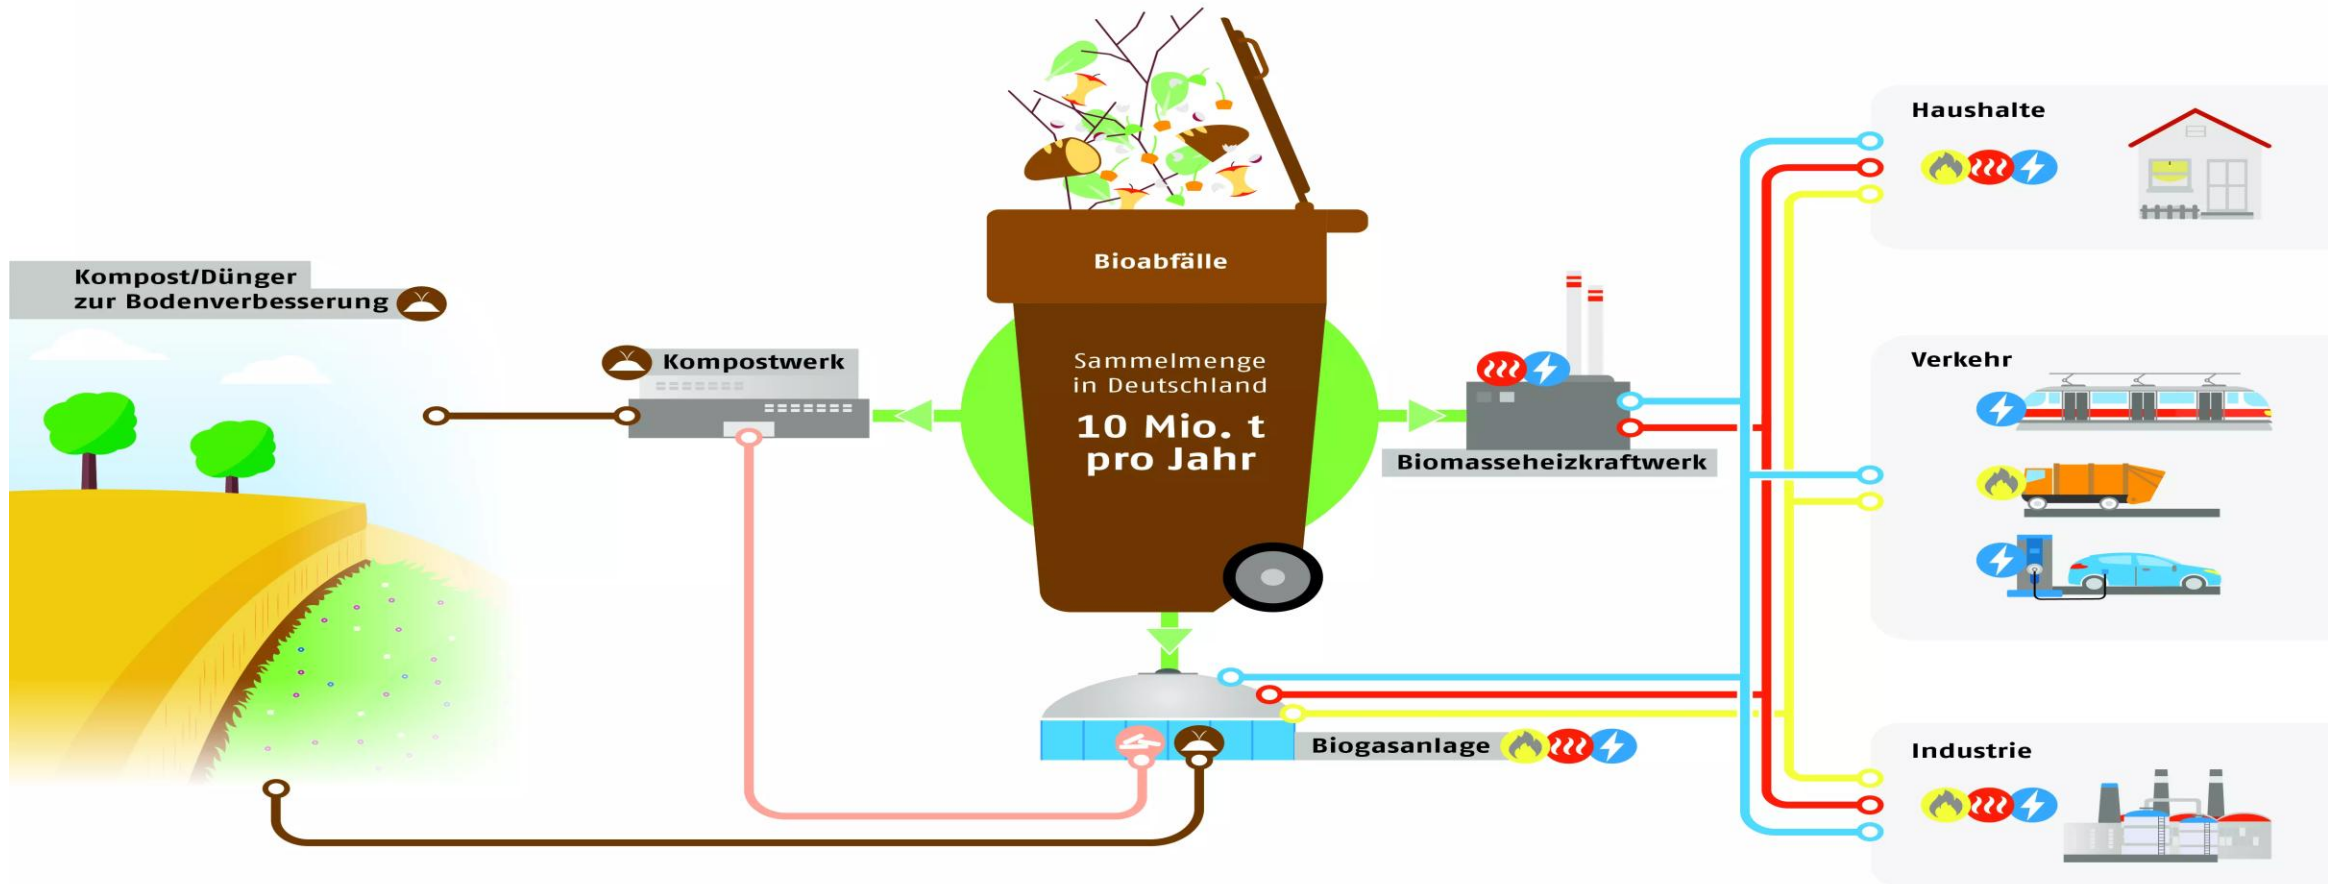 Kompost/Dünger
zur Bodenverbesserung
Kompostwerk
Bioabfälle
Sammelmenge
in Deutschland
10 Mio. t
pro Jahr
Biomasseheizkraftwerk
Biogasanlage
Haushalte
Verkehr
Industrie